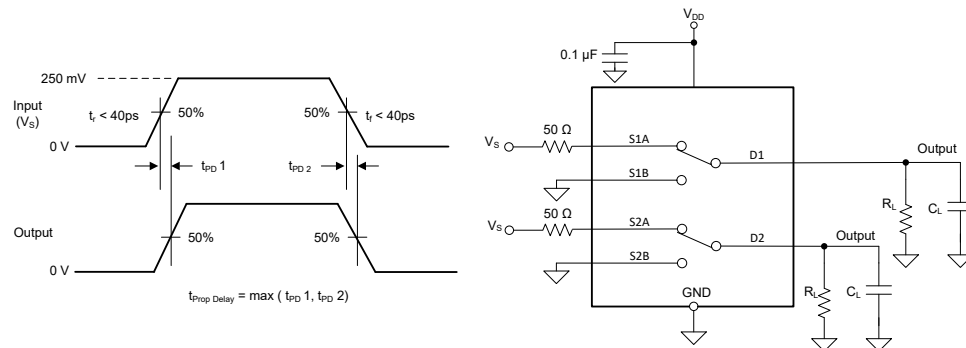 250 mV
Input
(VS)
tr < 40ps
50%
50%
tf < 40ps
0 V
tPD 1
tPD 2
Output
50%
50%
0 V
tProp Delay = max ( tPD 1, tPD 2)
VDD
0.1 µF
VS
50 Ω
S1A
D1
Output
S1B
RL
CL
VS
50 Ω
S2A
D2
Output
S2B
GND
RL
CL